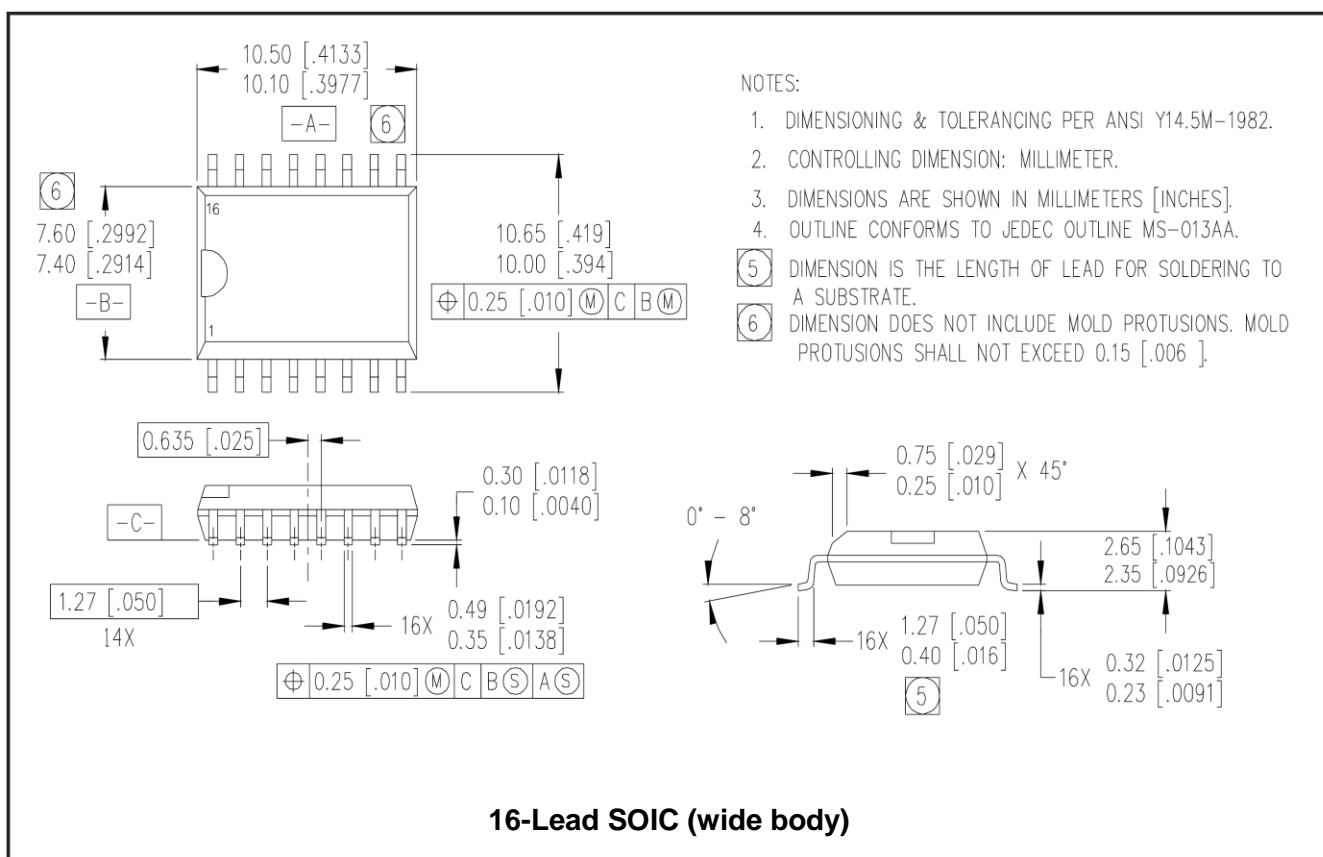 10.50 [.4133]
10.10 [.3977]
-A-
6
6
7.60 [.2992]
7.40 [.2914]
-B-
16
1
10.65 [.419]
10.00 [.394]
⌖ 0.25 [.010] Ⓜ C B Ⓜ
NOTES:
1. DIMENSIONING & TOLERANCING PER ANSI Y14.5M-1982.
2. CONTROLLING DIMENSION: MILLIMETER.
3. DIMENSIONS ARE SHOWN IN MILLIMETERS [INCHES].
4. OUTLINE CONFORMS TO JEDEC OUTLINE MS-013AA.
5 DIMENSION IS THE LENGTH OF LEAD FOR SOLDERING TO
A SUBSTRATE.
6 DIMENSION DOES NOT INCLUDE MOLD PROTUSIONS. MOLD
PROTUSIONS SHALL NOT EXCEED 0.15 [.006 ].
0.635 [.025]
0.30 [.0118]
0.10 [.0040]
-C-
1.27 [.050]
14X
16X 0.49 [.0192]
0.35 [.0138]
⌖ 0.25 [.010] Ⓜ C B Ⓢ A Ⓢ
0.75 [.029]
0.25 [.010] X 45°
0° - 8°
2.65 [.1043]
2.35 [.0926]
16X 1.27 [.050]
0.40 [.016]
5
16X 0.32 [.0125]
0.23 [.0091]
16-Lead SOIC (wide body)